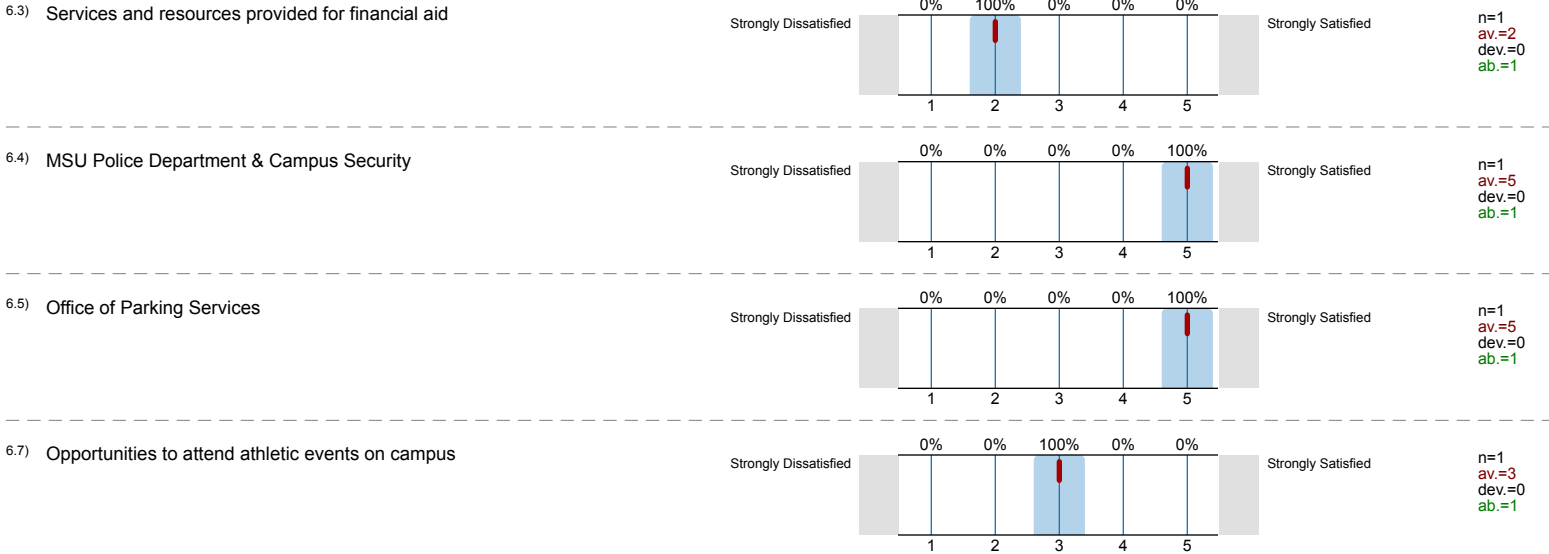 6.3) Services and resources provided for financial aid
0% 100% 0% 0% 0%
Strongly Dissatisfied Strongly Satisfied
n=1
av.=2
dev.=0
ab.=1
1 2 3 4 5
6.4) MSU Police Department & Campus Security
0% 0% 0% 0% 100%
Strongly Dissatisfied Strongly Satisfied
n=1
av.=5
dev.=0
ab.=1
1 2 3 4 5
6.5) Office of Parking Services
0% 0% 0% 0% 100%
Strongly Dissatisfied Strongly Satisfied
n=1
av.=5
dev.=0
ab.=1
1 2 3 4 5
6.7) Opportunities to attend athletic events on campus
0% 0% 100% 0% 0%
Strongly Dissatisfied Strongly Satisfied
n=1
av.=3
dev.=0
ab.=1
1 2 3 4 5